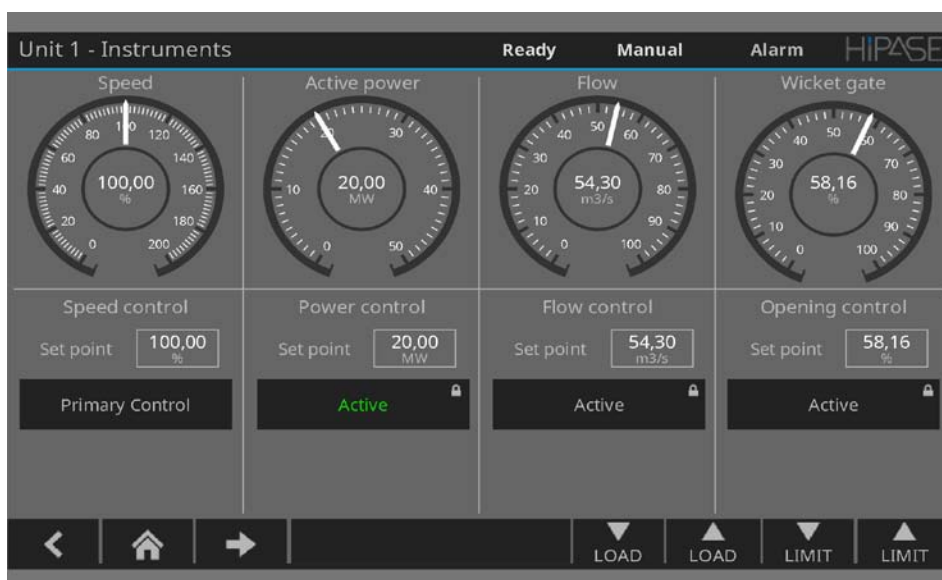 Unit 1 - Instruments Ready Manual Alarm HiPASE
Speed Active power Flow Wicket gate
0 20 40 60 80 100 120 140 160 180 200
100,00
%
0 10 20 30 40 50
20,00
MW
0 10 20 30 40 50 60 70 80 90 100
54,30
m3/s
0 10 20 30 40 50 60 70 80 90 100
58,16
%
Speed control
Set point 100,00
%
Primary Control
Power control
Set point 20,00
MW
Active
Flow control
Set point 54,30
m3/s
Active
Opening control
Set point 58,16
%
Active
LOAD LOAD LIMIT LIMIT